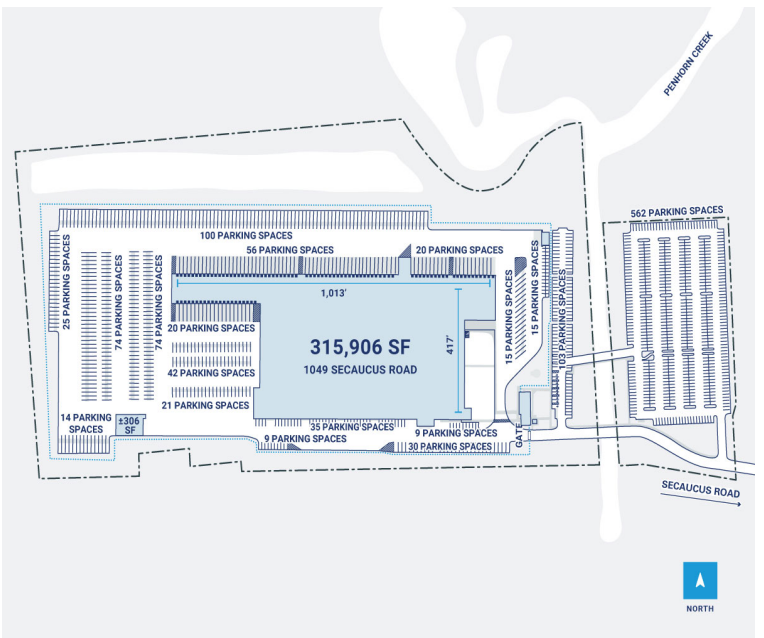 PENHORN CREEK
562 PARKING SPACES
100 PARKING SPACES
56 PARKING SPACES
20 PARKING SPACES
25 PARKING SPACES
74 PARKING SPACES
74 PARKING SPACES
1,013'
15 PARKING SPACES
15 PARKING SPACES
103 PARKING SPACES
20 PARKING SPACES
315,906 SF
417'
1049 SECAUCUS ROAD
42 PARKING SPACES
21 PARKING SPACES
14 PARKING
SPACES
±306
SF
35 PARKING SPACES
9 PARKING SPACES
9 PARKING SPACES
30 PARKING SPACES
GATE
SECAUCUS ROAD
NORTH